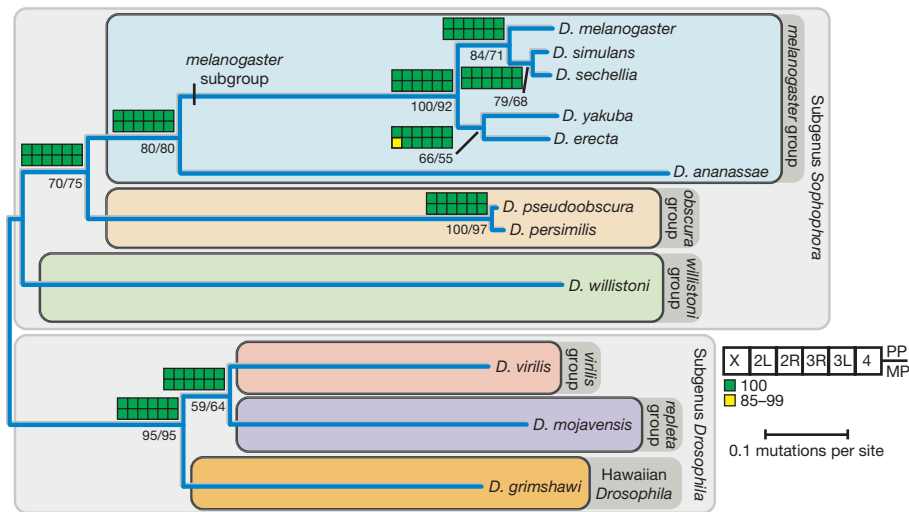 D. melanogaster
84/71
D. simulans
melanogaster
subgroup
D. sechellia
100/92
79/68
D. yakuba
D. erecta
80/80
66/55
D. ananassae
melanogaster group
70/75
D. pseudoobscura
100/97
D. persimilis
obscura
group
D. willistoni
willistoni
group
Subgenus Sophophora
D. virilis
virilis
group
59/64
D. mojavensis
repleta
group
95/95
D. grimshawi
Hawaiian
Drosophila
Subgenus Drosophila
X 2L 2R 3R 3L 4 PP
MP
100
85–99
0.1 mutations per site